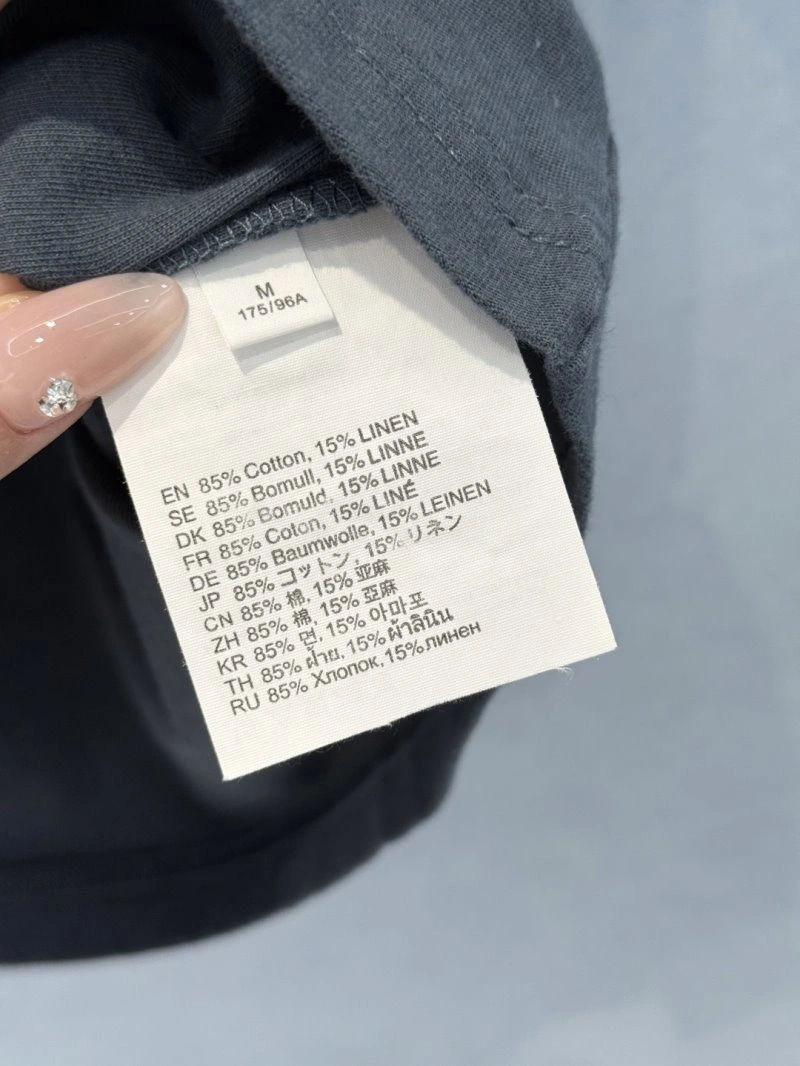 M
175/96A
EN 85% Cotton, 15% LINEN
SE 85% Bomull, 15% LINNE
DK 85% Bomuld, 15% LINNE
FR 85% Coton, 15% LINÉ
DE 85% Baumwolle, 15% LEINEN
JP 85% コットン, 15% リネン
CN 85% 棉, 15% 亚麻
ZH 85% 棉, 15% 亞麻
KR 85% 면, 15% 아마포
TH 85% ฝ้าย, 15% ผ้าลินิน
RU 85% Хлопок, 15% линен